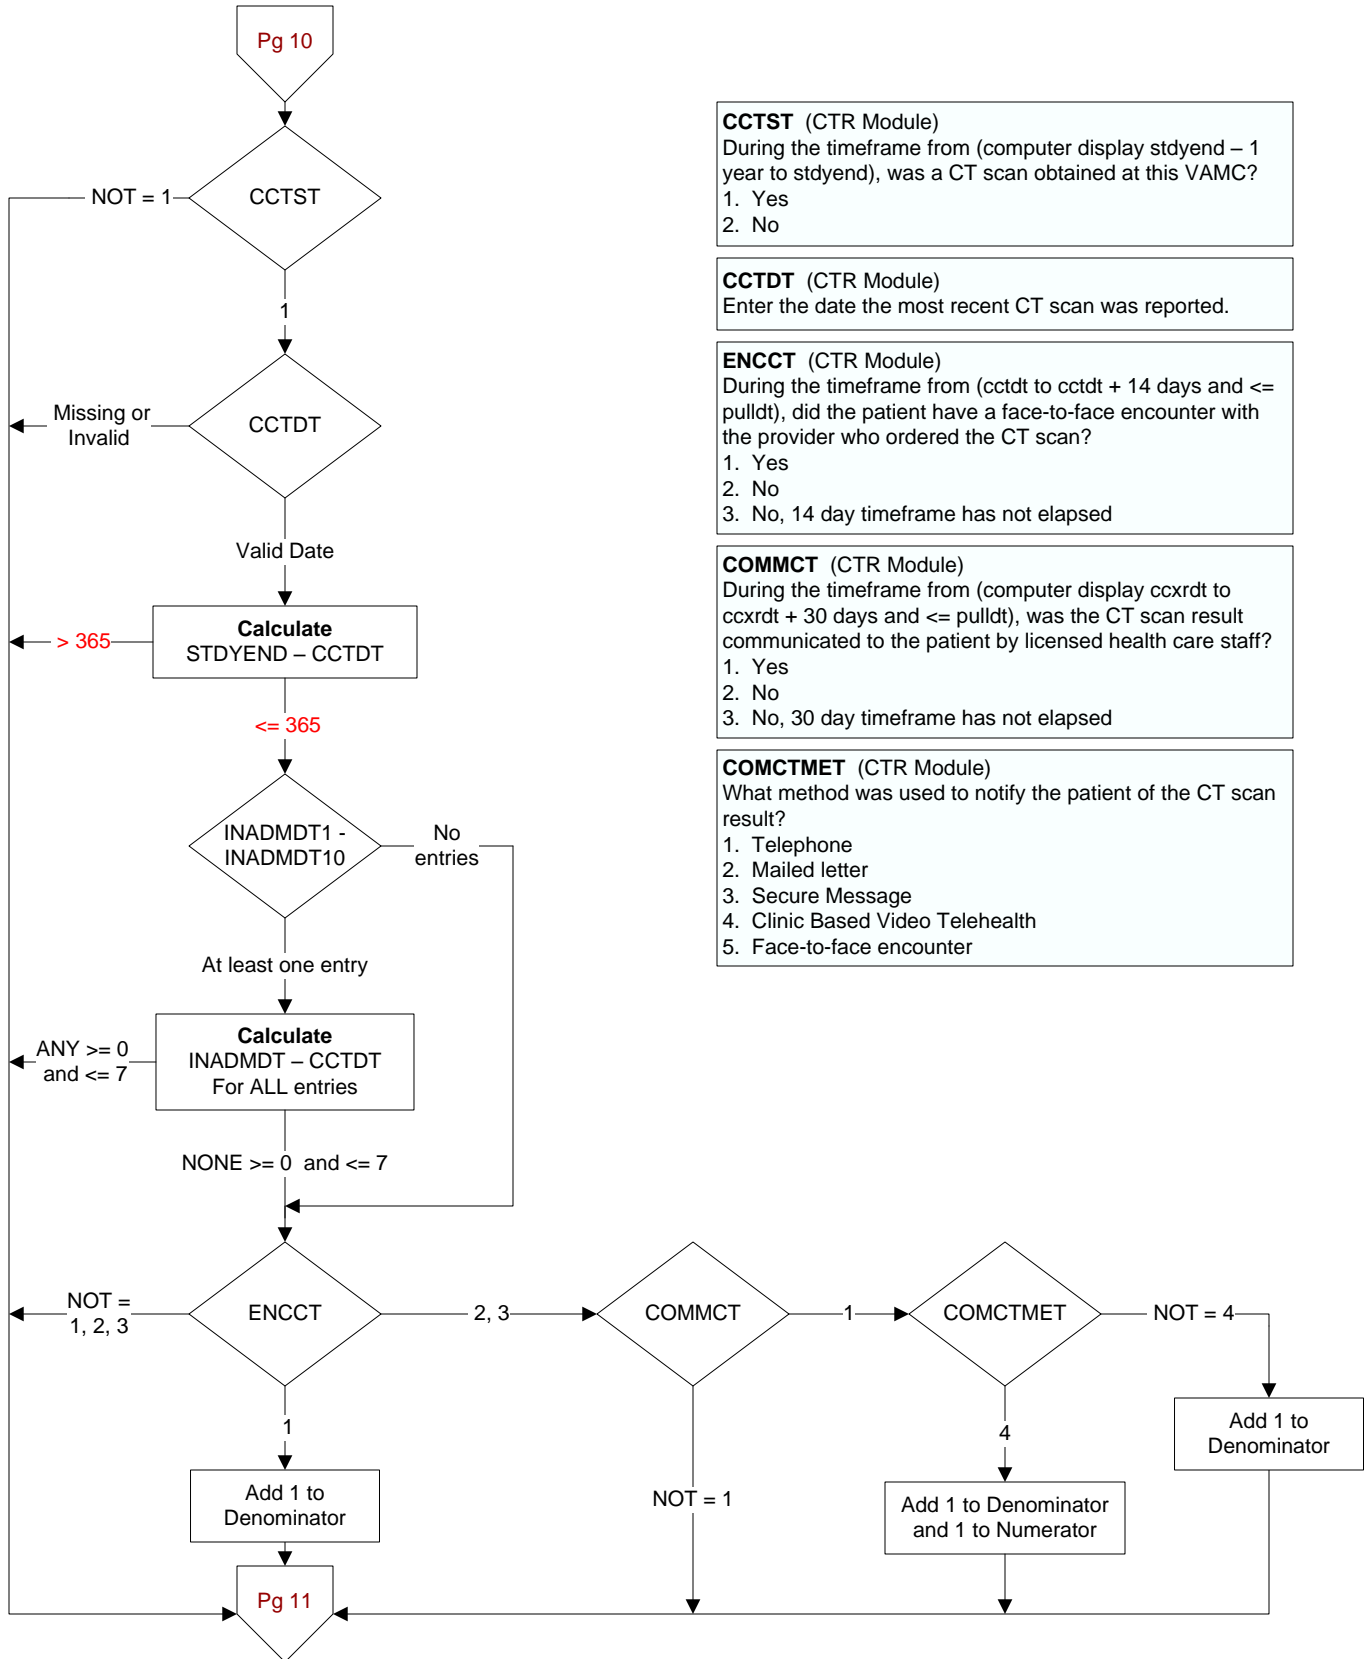 Pg 10
CCTST
NOT = 1
1
CCTDT
Missing or
Invalid
Valid Date
Calculate
STDYEND – CCTDT
> 365
<= 365
INADMDT1 -
INADMDT10
No
entries
At least one entry
Calculate
INADMDT – CCTDT
For ALL entries
ANY >= 0
and <= 7
NONE >= 0  and <= 7
ENCCT
NOT =
1, 2, 3
2, 3
COMMCT
1
COMCTMET
NOT = 4
1
4
NOT = 1
Add 1 to
Denominator
Add 1 to Denominator
and 1 to Numerator
Add 1 to
Denominator
Pg 11
CCTST  (CTR Module)
During the timeframe from (computer display stdyend – 1
year to stdyend), was a CT scan obtained at this VAMC?
1.  Yes
2.  No
CCTDT  (CTR Module)
Enter the date the most recent CT scan was reported.
ENCCT  (CTR Module)
During the timeframe from (cctdt to cctdt + 14 days and <=
pulldt), did the patient have a face-to-face encounter with
the provider who ordered the CT scan?
1.  Yes
2.  No
3.  No, 14 day timeframe has not elapsed
COMMCT  (CTR Module)
During the timeframe from (computer display ccxrdt to
ccxrdt + 30 days and <= pulldt), was the CT scan result
communicated to the patient by licensed health care staff?
1.  Yes
2.  No
3.  No, 30 day timeframe has not elapsed
COMCTMET  (CTR Module)
What method was used to notify the patient of the CT scan
result?
1.  Telephone
2.  Mailed letter
3.  Secure Message
4.  Clinic Based Video Telehealth
5.  Face-to-face encounter